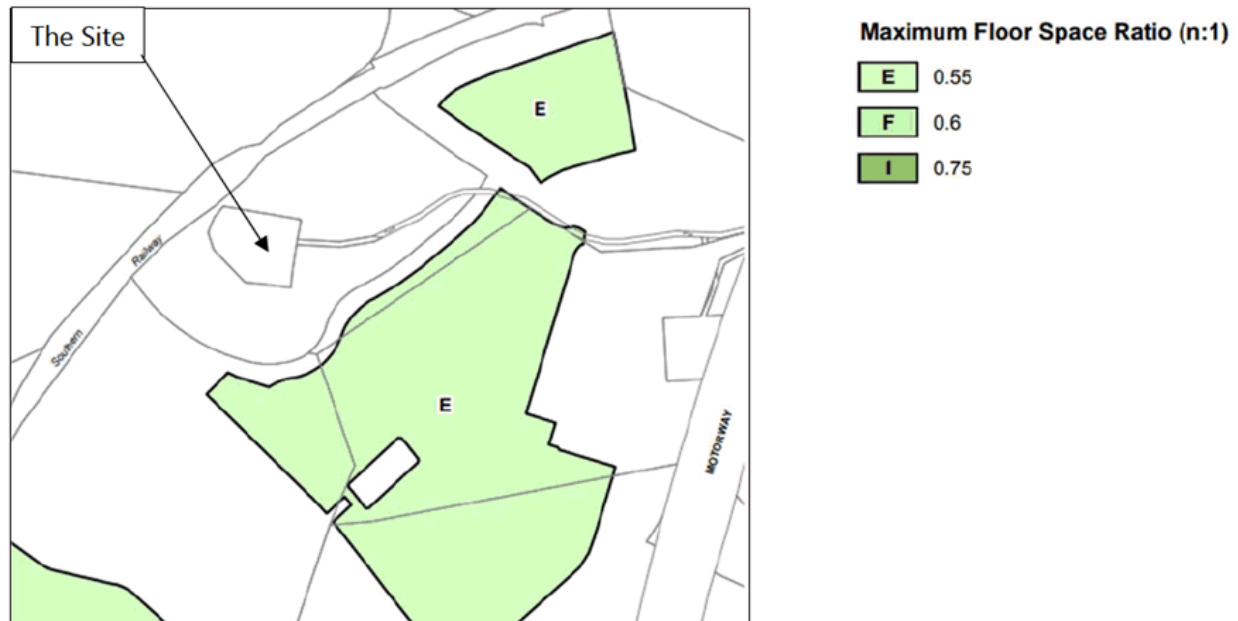 The Site
Maximum Floor Space Ratio (n:1)
E 0.55
F 0.6
I 0.75
E
Railway
Southern
E
MOTORWAY